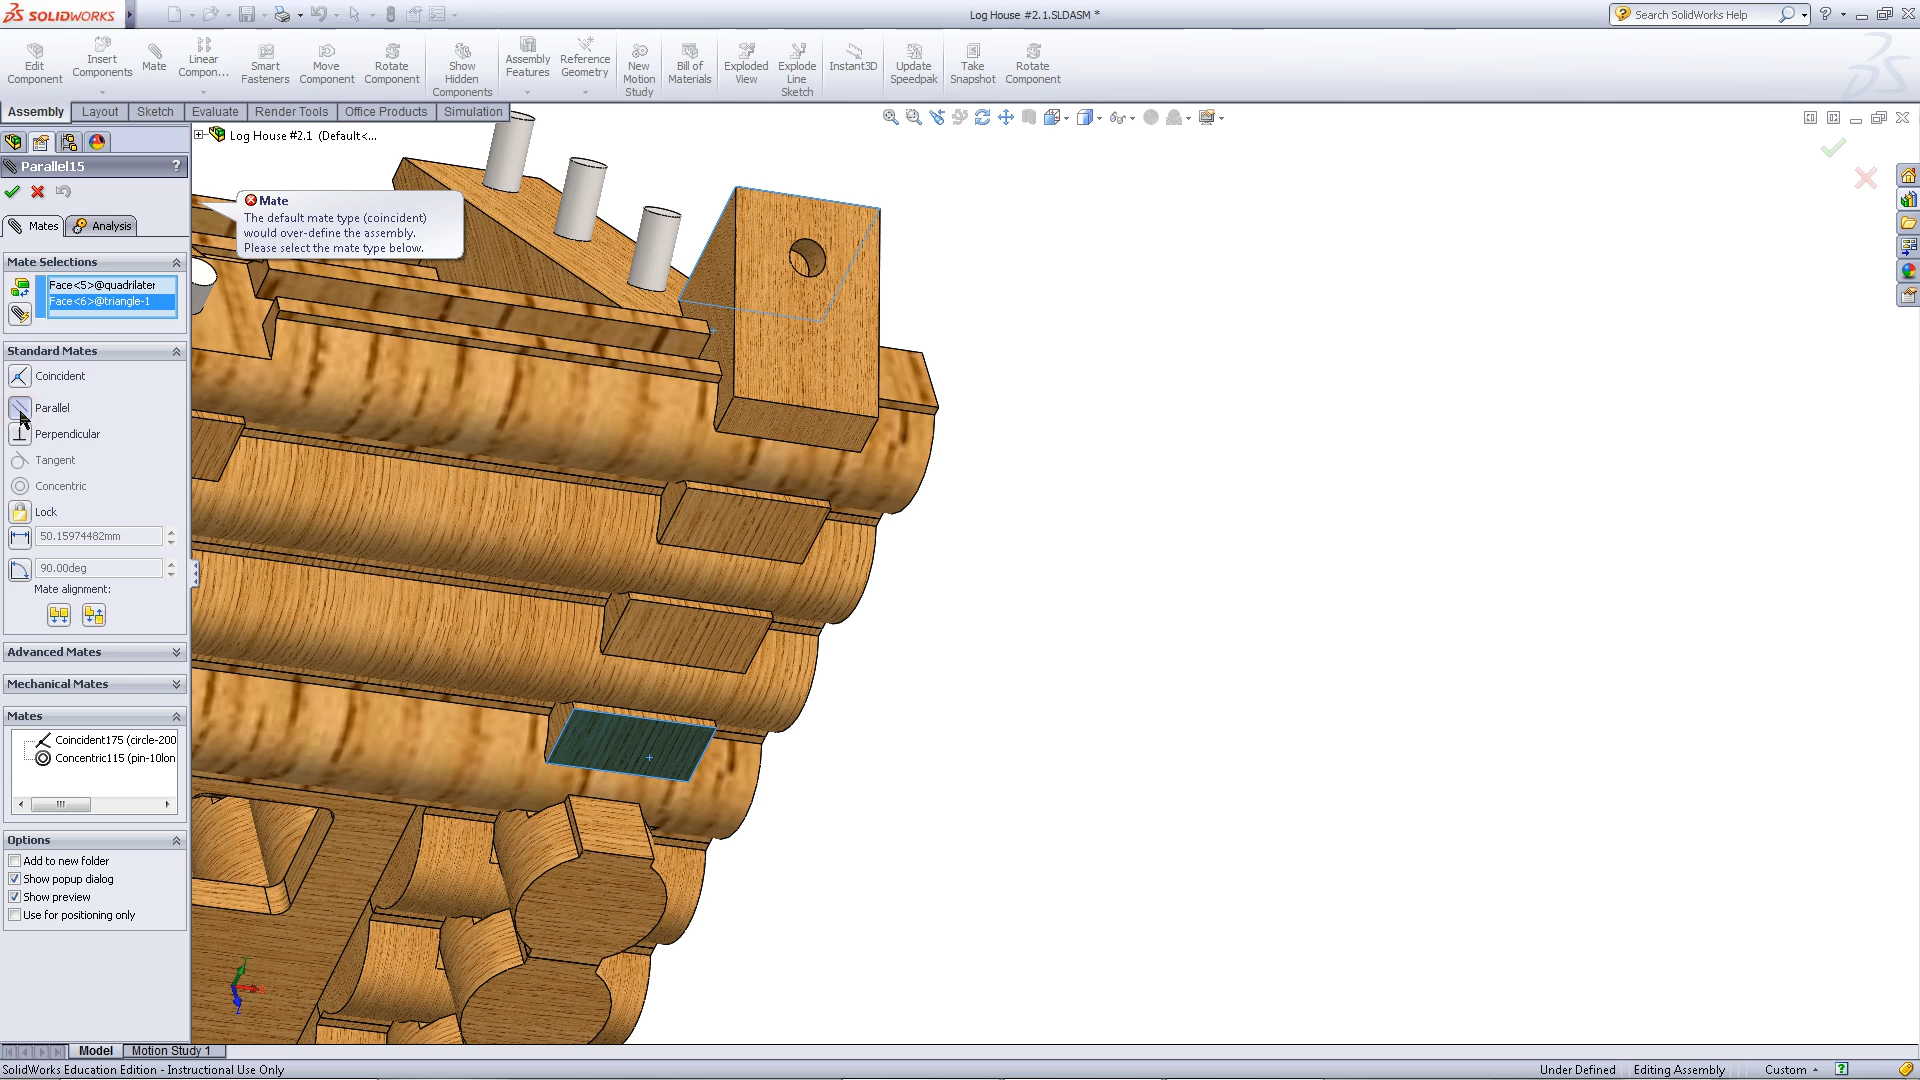 SOLIDWORKS
Log House #2.1.SLDASM *
Search SolidWorks Help
Edit Component
Insert Components
Mate
Linear Compon...
Smart Fasteners
Move Component
Rotate Component
Show Hidden Components
Assembly Features
Reference Geometry
New Motion Study
Bill of Materials
Exploded View
Explode Line Sketch
Instant3D
Update Speedpak
Take Snapshot
Rotate Component
Assembly
Layout
Sketch
Evaluate
Render Tools
Office Products
Simulation
Log House #2.1 (Default<...
Parallel15
?
Mate
The default mate type (coincident)
would over-define the assembly.
Please select the mate type below.
Mates
Analysis
Mate Selections
Face<5>@quadrilater
Face<6>@triangle-1
Standard Mates
Coincident
Parallel
Perpendicular
Tangent
Concentric
Lock
50.15974482mm
90.00deg
Mate alignment:
Advanced Mates
Mechanical Mates
Mates
Coincident175 (circle-200
Concentric115 (pin-10lon
Options
Add to new folder
Show popup dialog
Show preview
Use for positioning only
Model
Motion Study 1
SolidWorks Education Edition - Instructional Use Only
Under Defined
Editing Assembly
Custom
?